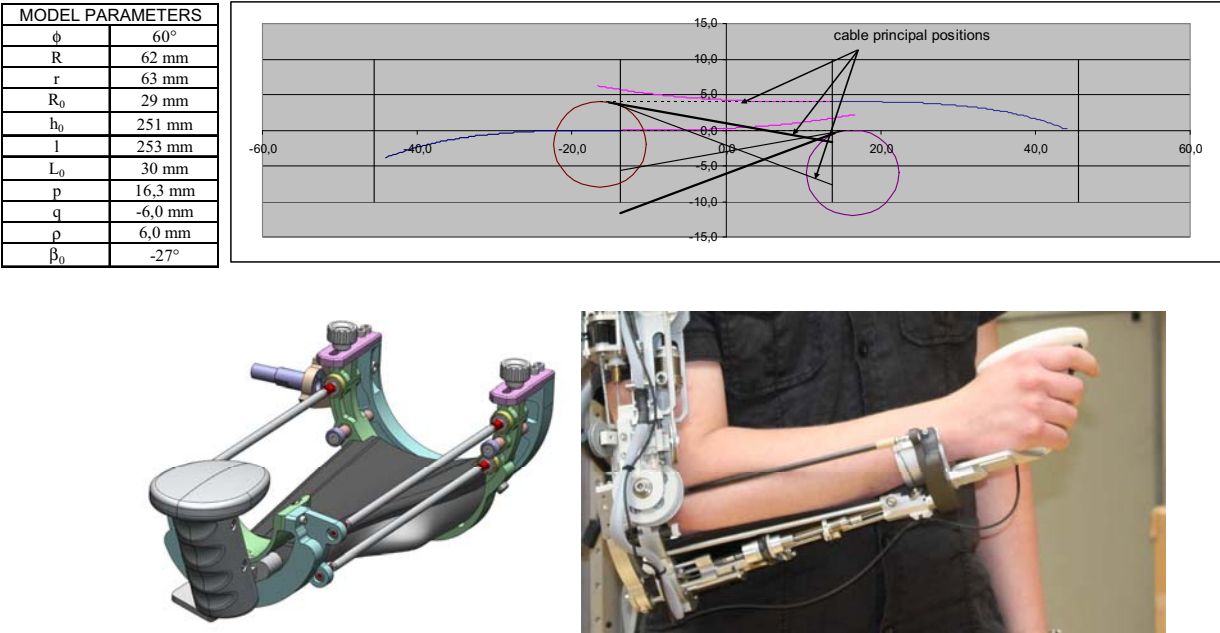 MODEL PARAMETERS
ϕ 60°
R 62 mm
r 63 mm
R₀ 29 mm
h₀ 251 mm
l 253 mm
L₀ 30 mm
p 16,3 mm
q -6,0 mm
ρ 6,0 mm
β₀ -27°
15,0
cable principal positions
10,0
5,0
0,0
-60,0 -40,0 -20,0 0,0 20,0 40,0 60,0
-5,0
-10,0
-15,0